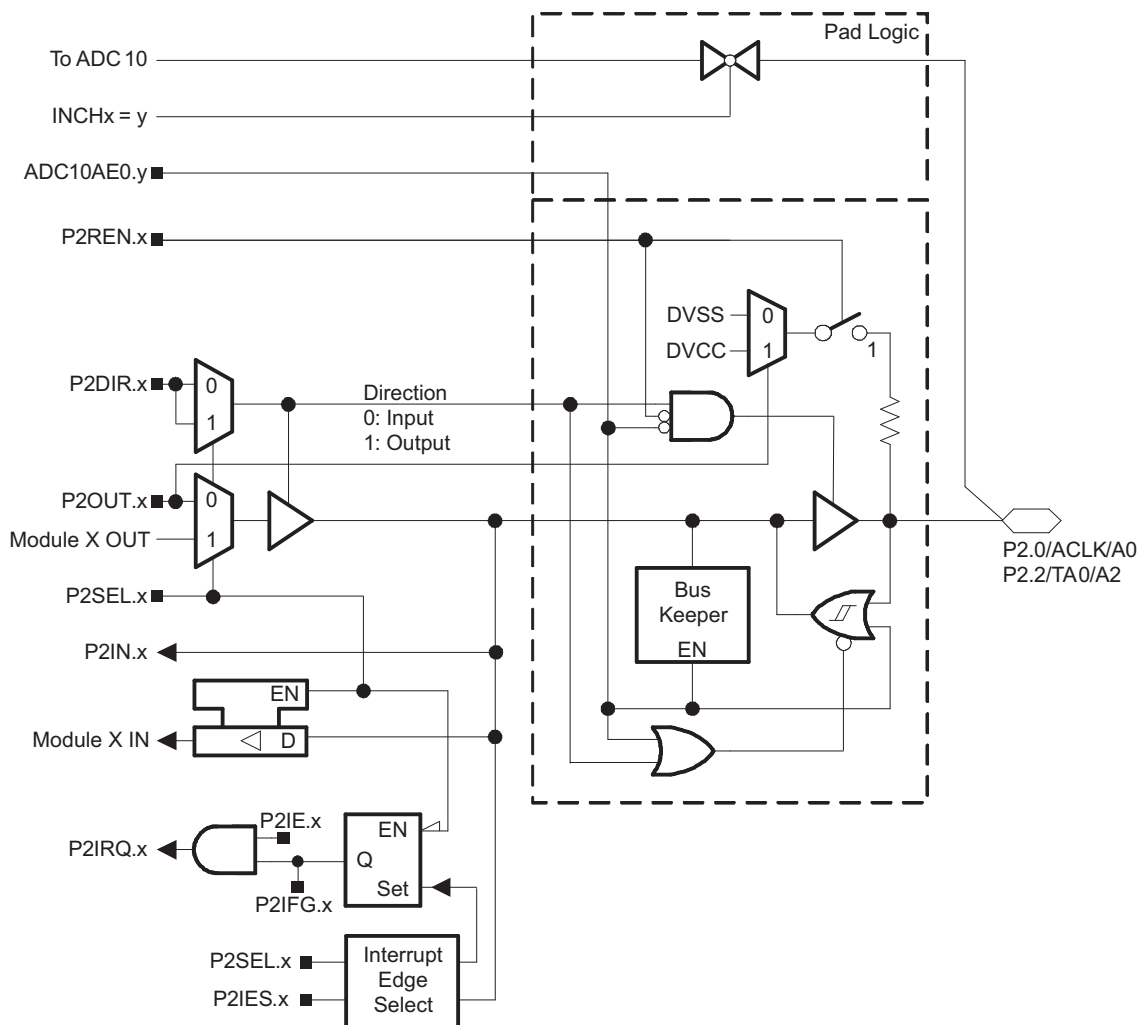 Pad Logic
To ADC 10
INCHx = y
ADC10AE0.y
P2REN.x
DVSS
0
DVCC
1
1
P2DIR.x
0
1
Direction
0: Input
1: Output
P2OUT.x
0
Module X OUT
1
P2SEL.x
P2.0/ACLK/A0
P2.2/TA0/A2
Bus
Keeper
EN
P2IN.x
EN
Module X IN
D
P2IE.x
EN
P2IRQ.x
Q
P2IFG.x
Set
P2SEL.x
P2IES.x
Interrupt
Edge
Select